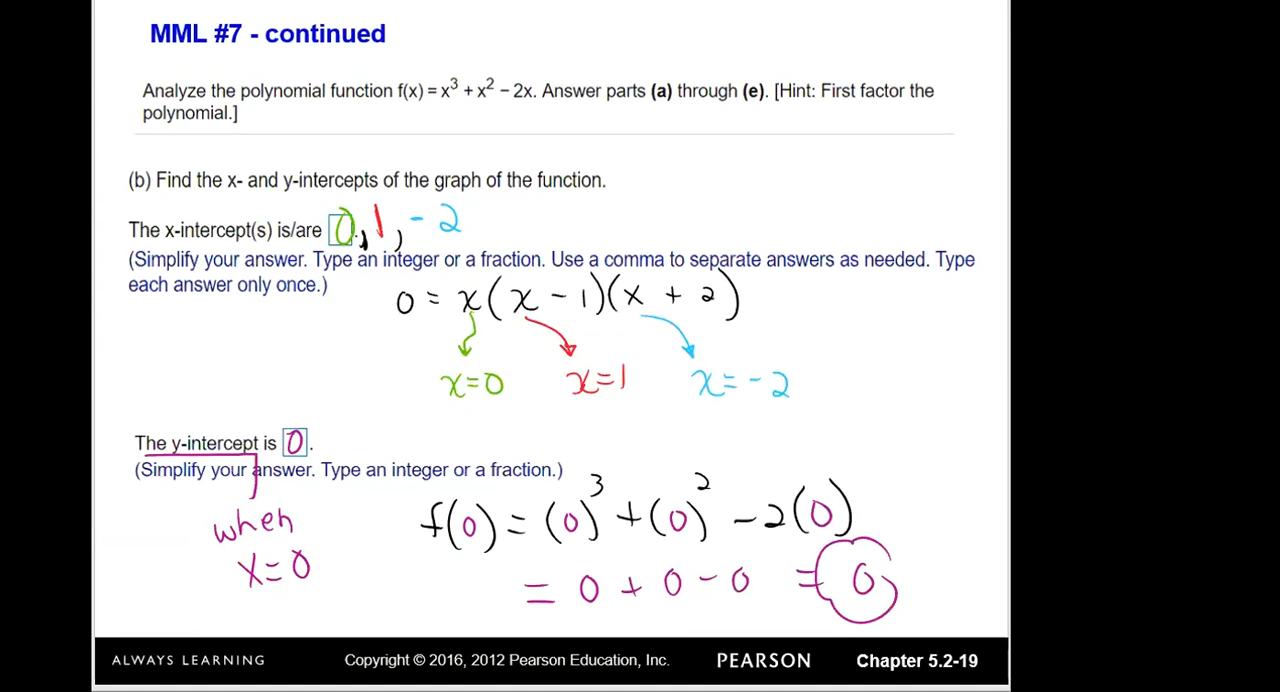 MML #7 - continued
Analyze the polynomial function f(x) = x³ + x² − 2x. Answer parts (a) through (e). [Hint: First factor the
polynomial.]
(b) Find the x- and y-intercepts of the graph of the function.
The x-intercept(s) is/are 0, 1, -2
(Simplify your answer. Type an integer or a fraction. Use a comma to separate answers as needed. Type
each answer only once.)
0 = x(x - 1)(x + 2)
x=0 x=1 x=-2
The y-intercept is 0.
(Simplify your answer. Type an integer or a fraction.)
f(0) = (0)³ + (0)² - 2(0)
when
x=0
= 0 + 0 - 0 = 0
ALWAYS LEARNING Copyright © 2016, 2012 Pearson Education, Inc. PEARSON Chapter 5.2-19